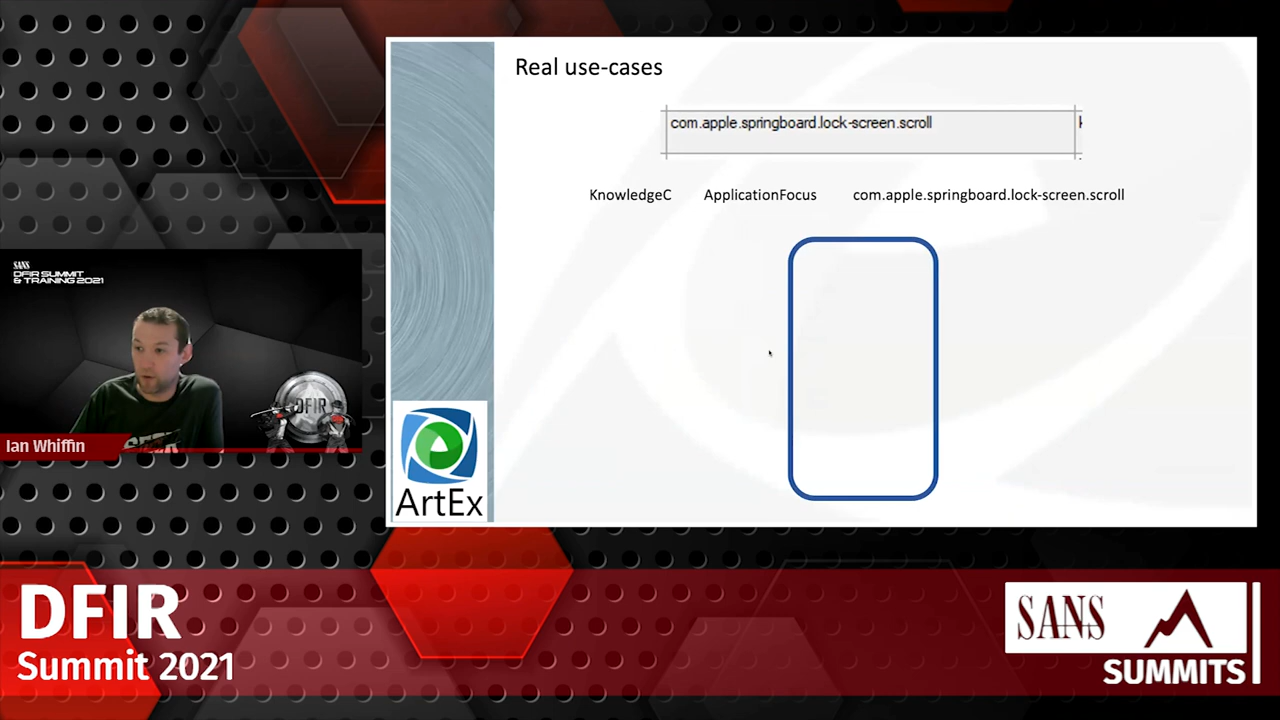 Real use-cases
com.apple.springboard.lock-screen.scroll
KnowledgeC ApplicationFocus com.apple.springboard.lock-screen.scroll
SANS
DFIR SUMMIT
& TRAINING 2021
DFIR
Ian Whiffin
ArtEx
DFIR
Summit 2021
SANS
SUMMITS